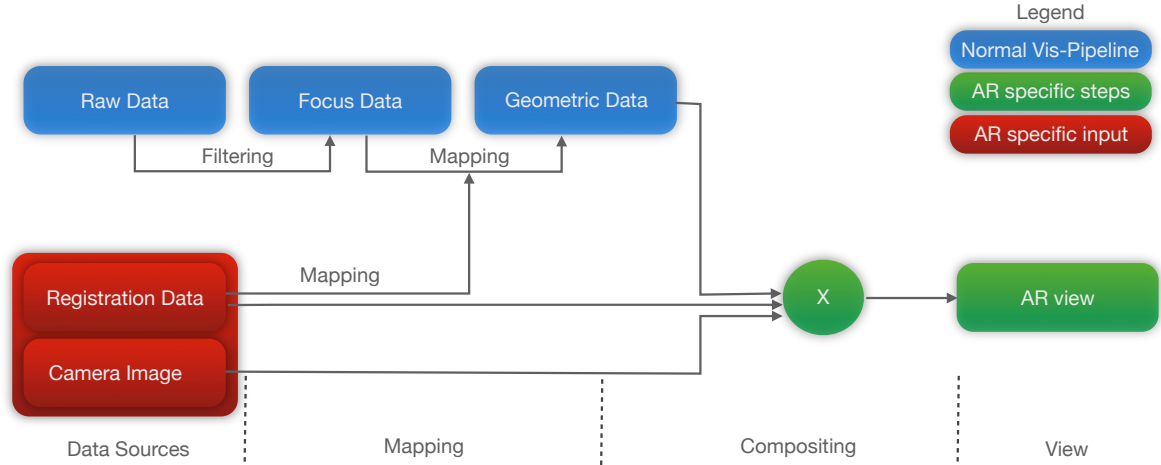 Legend
Normal Vis-Pipeline
AR specific steps
AR specific input
Raw Data
Focus Data
Geometric Data
Filtering
Mapping
Mapping
Registration Data
Camera Image
X
AR view
Data Sources
Mapping
Compositing
View